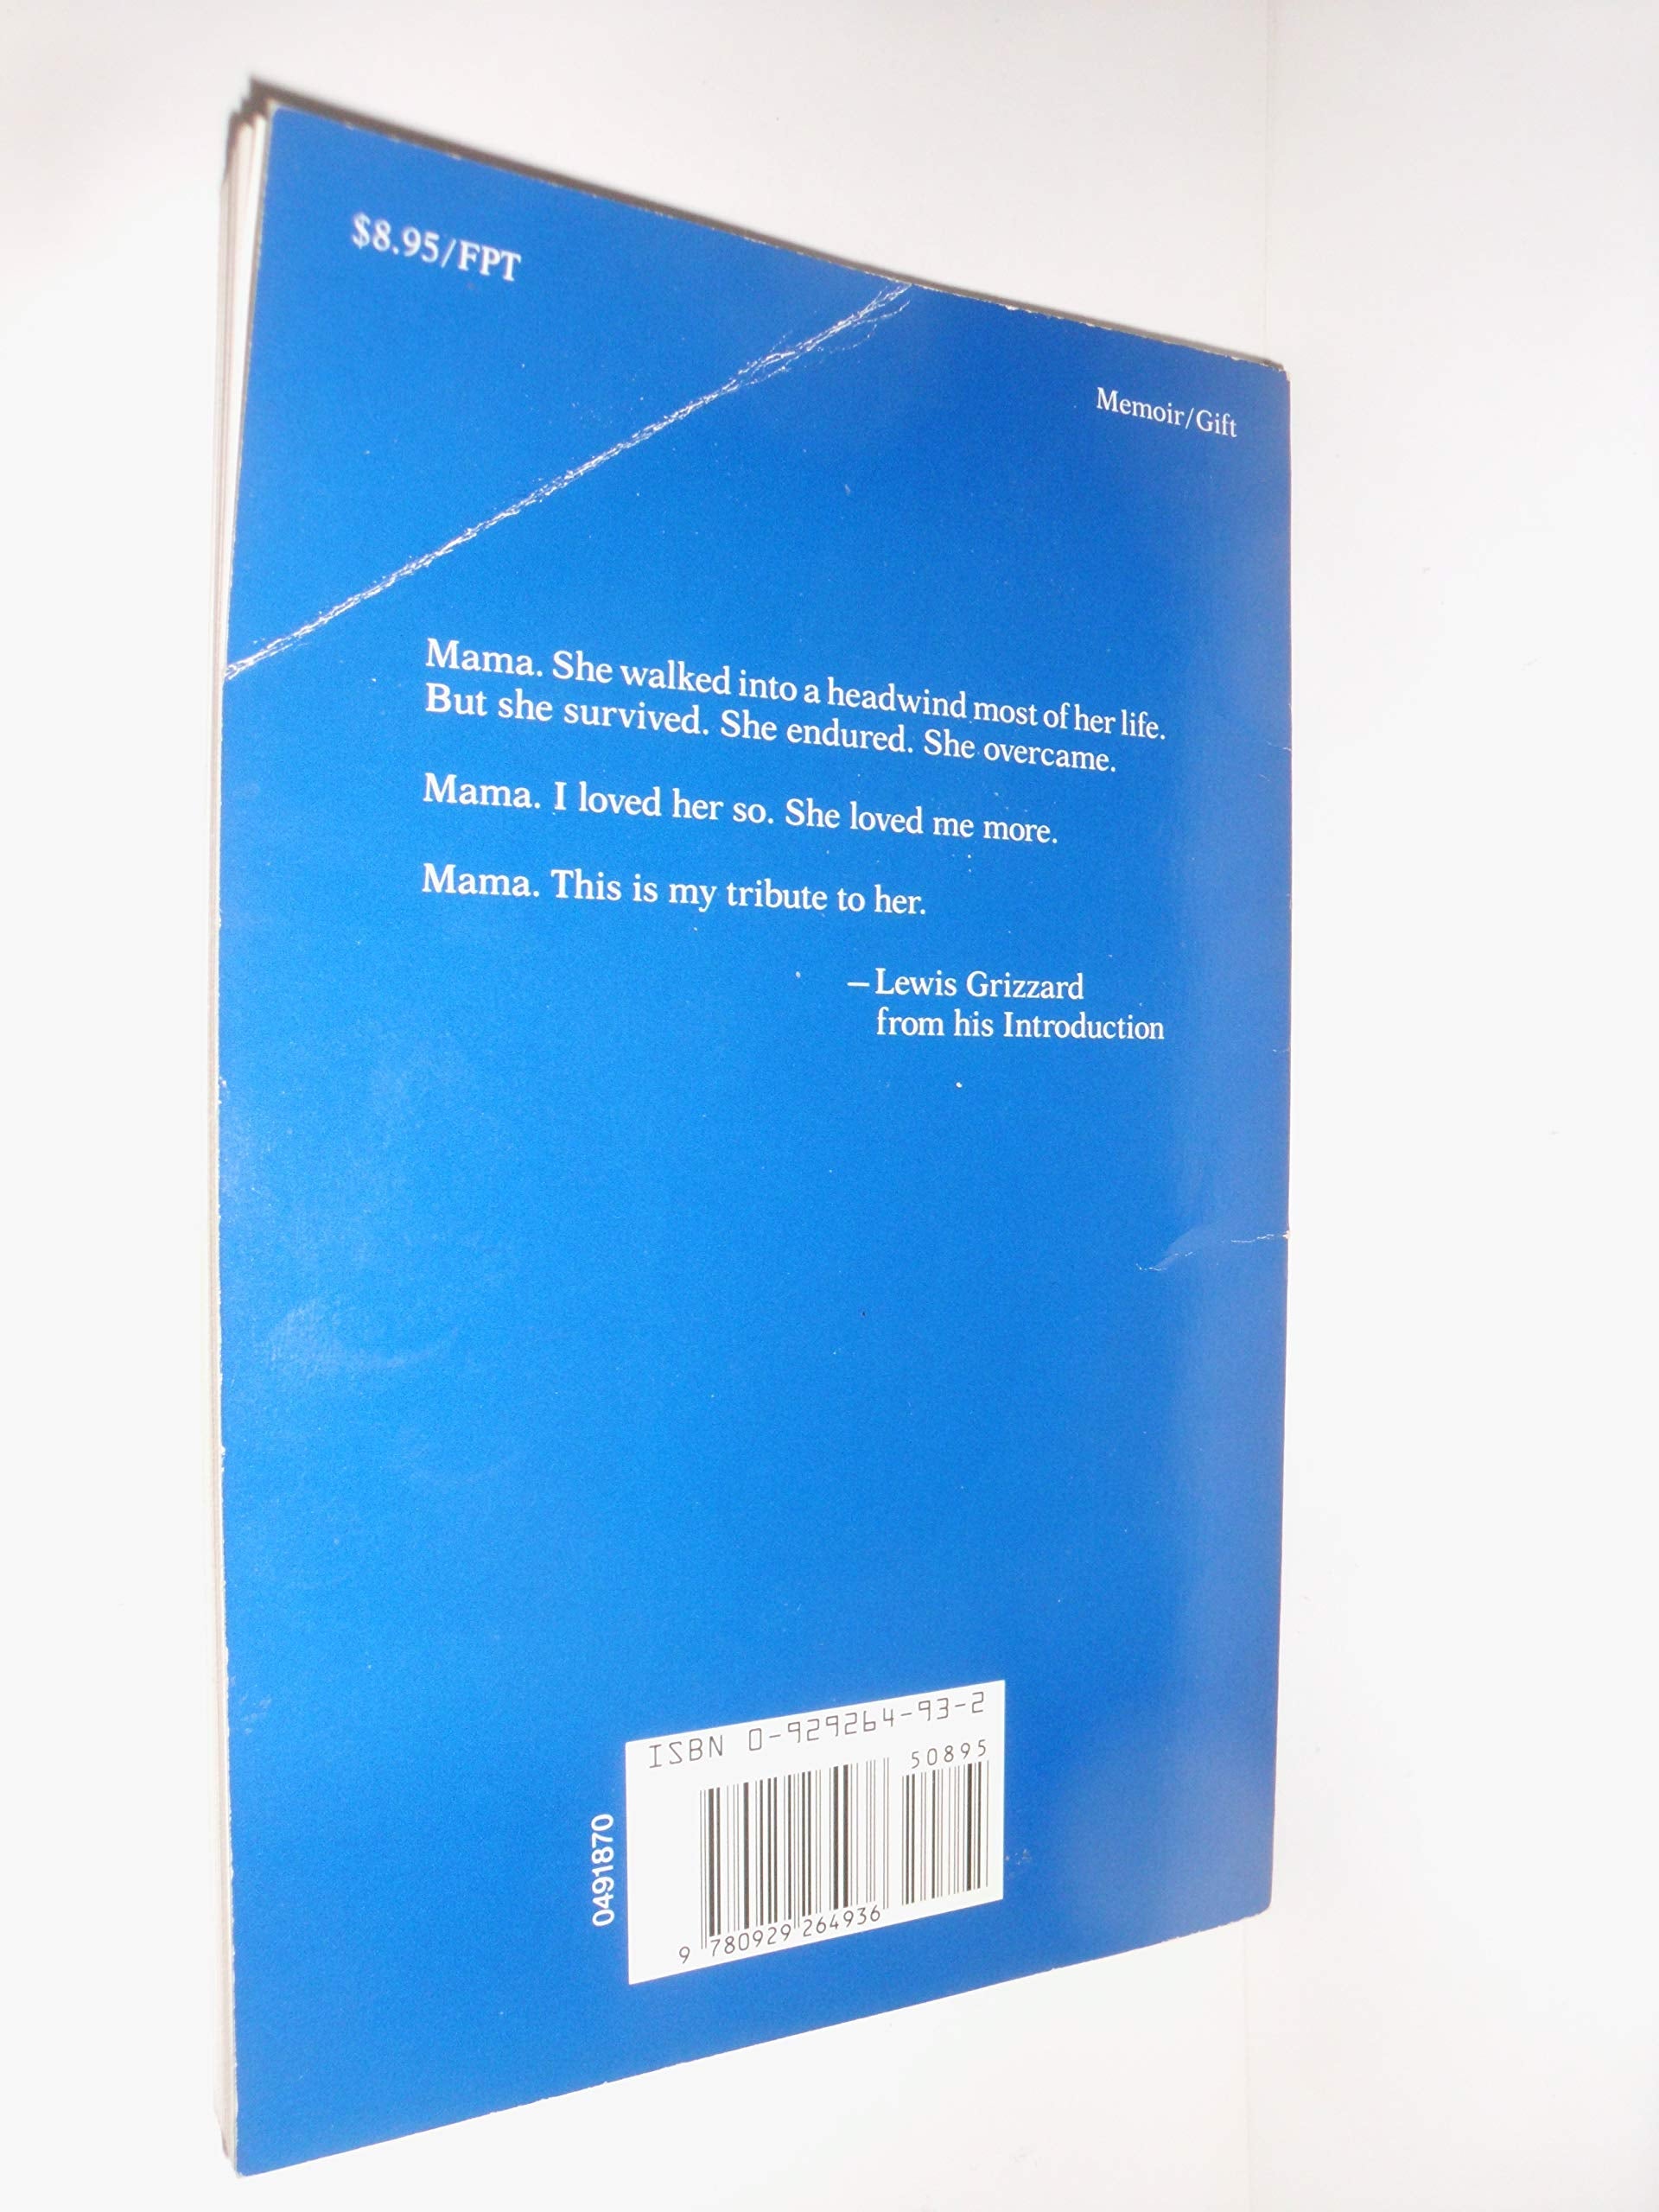 $8.95/FPT
Memoir/Gift
Mama. She walked into a headwind most of her life.
But she survived. She endured. She overcame.
Mama. I loved her so. She loved me more.
Mama. This is my tribute to her.
—Lewis Grizzard
from his Introduction
ISBN 0-929264-93-2
50895
9 780929 264936
0491870